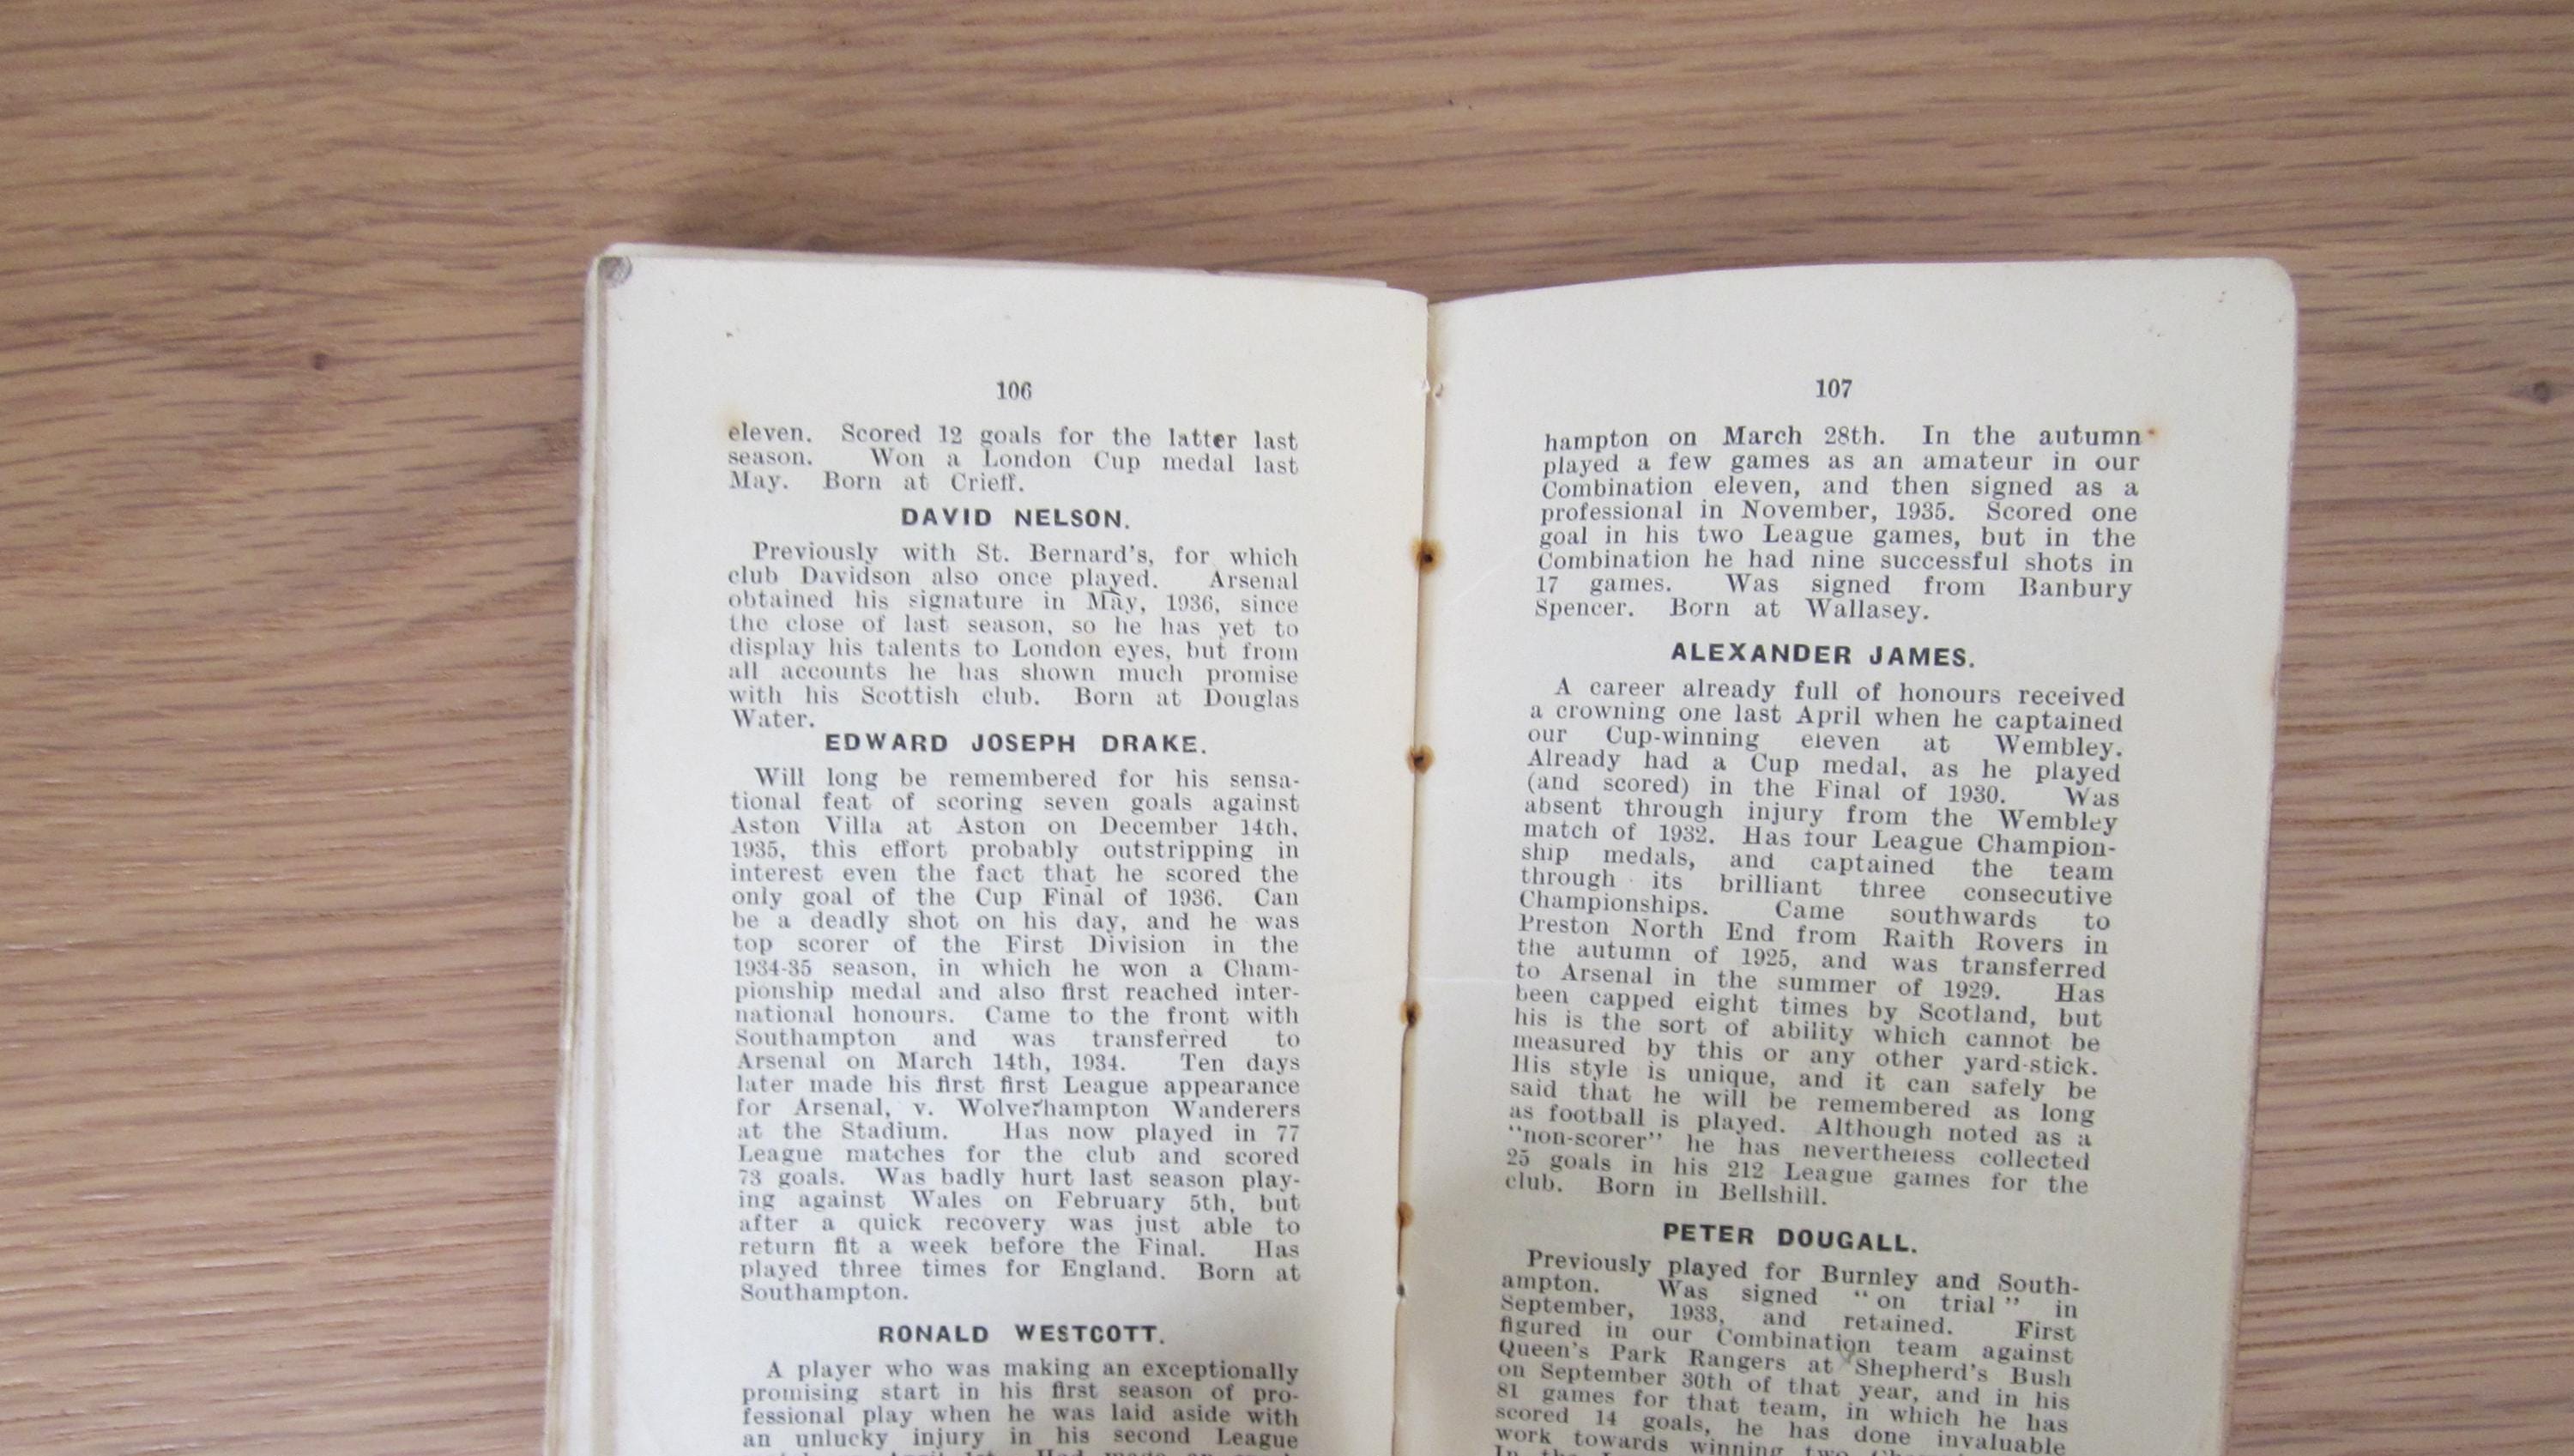 106
eleven. Scored 12 goals for the latter last
season. Won a London Cup medal last
May. Born at Crieff.
DAVID NELSON.
Previously with St. Bernard's, for which
club Davidson also once played. Arsenal
obtained his signature in May, 1936, since
the close of last season, so he has yet to
display his talents to London eyes, but from
all accounts he has shown much promise
with his Scottish club. Born at Douglas
Water.
EDWARD JOSEPH DRAKE.
Will long be remembered for his sensa-
tional feat of scoring seven goals against
Aston Villa at Aston on December 14th,
1935, this effort probably outstripping in
interest even the fact that he scored the
only goal of the Cup Final of 1936. Can
be a deadly shot on his day, and he was
top scorer of the First Division in the
1934-35 season, in which he won a Cham-
pionship medal and also first reached inter-
national honours. Came to the front with
Southampton and was transferred to
Arsenal on March 14th, 1934. Ten days
later made his first first League appearance
for Arsenal, v. Wolverhampton Wanderers
at the Stadium. Has now played in 77
League matches for the club and scored
73 goals. Was badly hurt last season play-
ing against Wales on February 5th, but
after a quick recovery was just able to
return fit a week before the Final. Has
played three times for England. Born at
Southampton.
RONALD WESTCOTT.
A player who was making an exceptionally
promising start in his first season of pro-
fessional play when he was laid aside with
an unlucky injury in his second League
107
hampton on March 28th. In the autumn
played a few games as an amateur in our
Combination eleven, and then signed as a
professional in November, 1935. Scored one
goal in his two League games, but in the
Combination he had nine successful shots in
17 games. Was signed from Banbury
Spencer. Born at Wallasey.
ALEXANDER JAMES.
A career already full of honours received
a crowning one last April when he captained
our Cup-winning eleven at Wembley.
Already had a Cup medal, as he played
(and scored) in the Final of 1930. Was
absent through injury from the Wembley
match of 1932. Has four League Champion-
ship medals, and captained the team
through its brilliant three consecutive
Championships. Came southwards to
Preston North End from Raith Rovers in
the autumn of 1925, and was transferred
to Arsenal in the summer of 1929. Has
been capped eight times by Scotland, but
his is the sort of ability which cannot be
measured by this or any other yard-stick.
His style is unique, and it can safely be
said that he will be remembered as long
as football is played. Although noted as a
"non-scorer" he has nevertheless collected
25 goals in his 212 League games for the
club. Born in Bellshill.
PETER DOUGALL.
Previously played for Burnley and South-
ampton. Was signed "on trial" in
September, 1933, and retained. First
figured in our Combination team against
Queen's Park Rangers at Shepherd's Bush
on September 30th of that year, and in his
81 games for that team, in which he has
scored 14 goals, he has done invaluable
work towards winning two